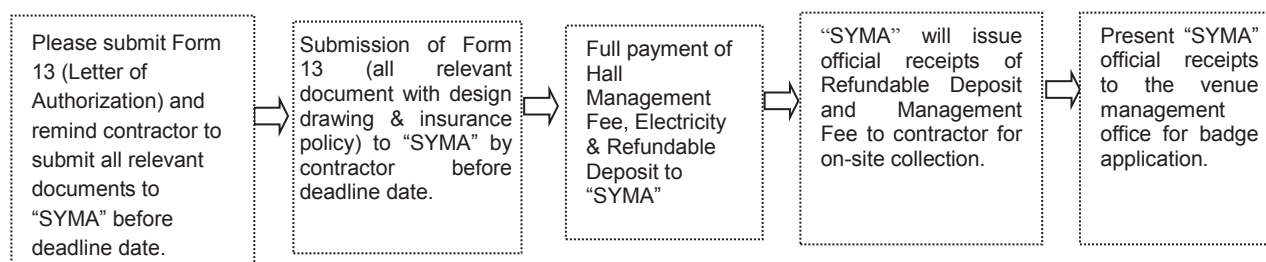 Please submit Form
13 (Letter of
Authorization) and
remind contractor to
submit all relevant
documents to
“SYMA” before
deadline date.
Submission of Form
13 (all relevant
document with design
drawing & insurance
policy) to “SYMA” by
contractor before
deadline date.
Full payment of
Hall
Management
Fee, Electricity
& Refundable
Deposit to
“SYMA”
“SYMA” will issue
official receipts of
Refundable Deposit
and Management
Fee to contractor for
on-site collection.
Present “SYMA”
official receipts
to the venue
management
office for badge
application.